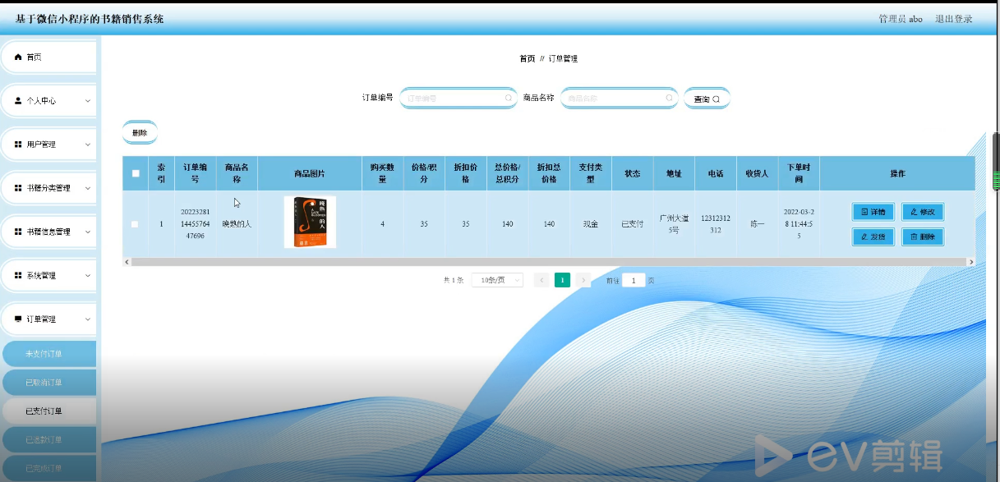 基于微信小程序的书籍销售系统
管理员 abo 退出登录
首页
个人中心
用户管理
书籍分类管理
书籍信息管理
系统管理
订单管理
未支付订单
已取消订单
已支付订单
已退款订单
已完成订单
首页 // 订单管理
订单编号 订单编号 商品名称 商品名称 查询
删除
索引 订单编号 商品名称 商品图片 购买数量 价格/积分 折扣价格 总价格/总积分 折扣总价格 支付类型 状态 地址 电话 收货人 下单时间 操作
1 202232811445576447696 晚熟的人 4 35 35 140 140 现金 已支付 广州大道5号 12312312312 陈一 2022-03-28 11:44:55
晚熟的人
详情 修改
发货 删除
共 1 条 10条/页 1 前往 1 页
EV剪辑